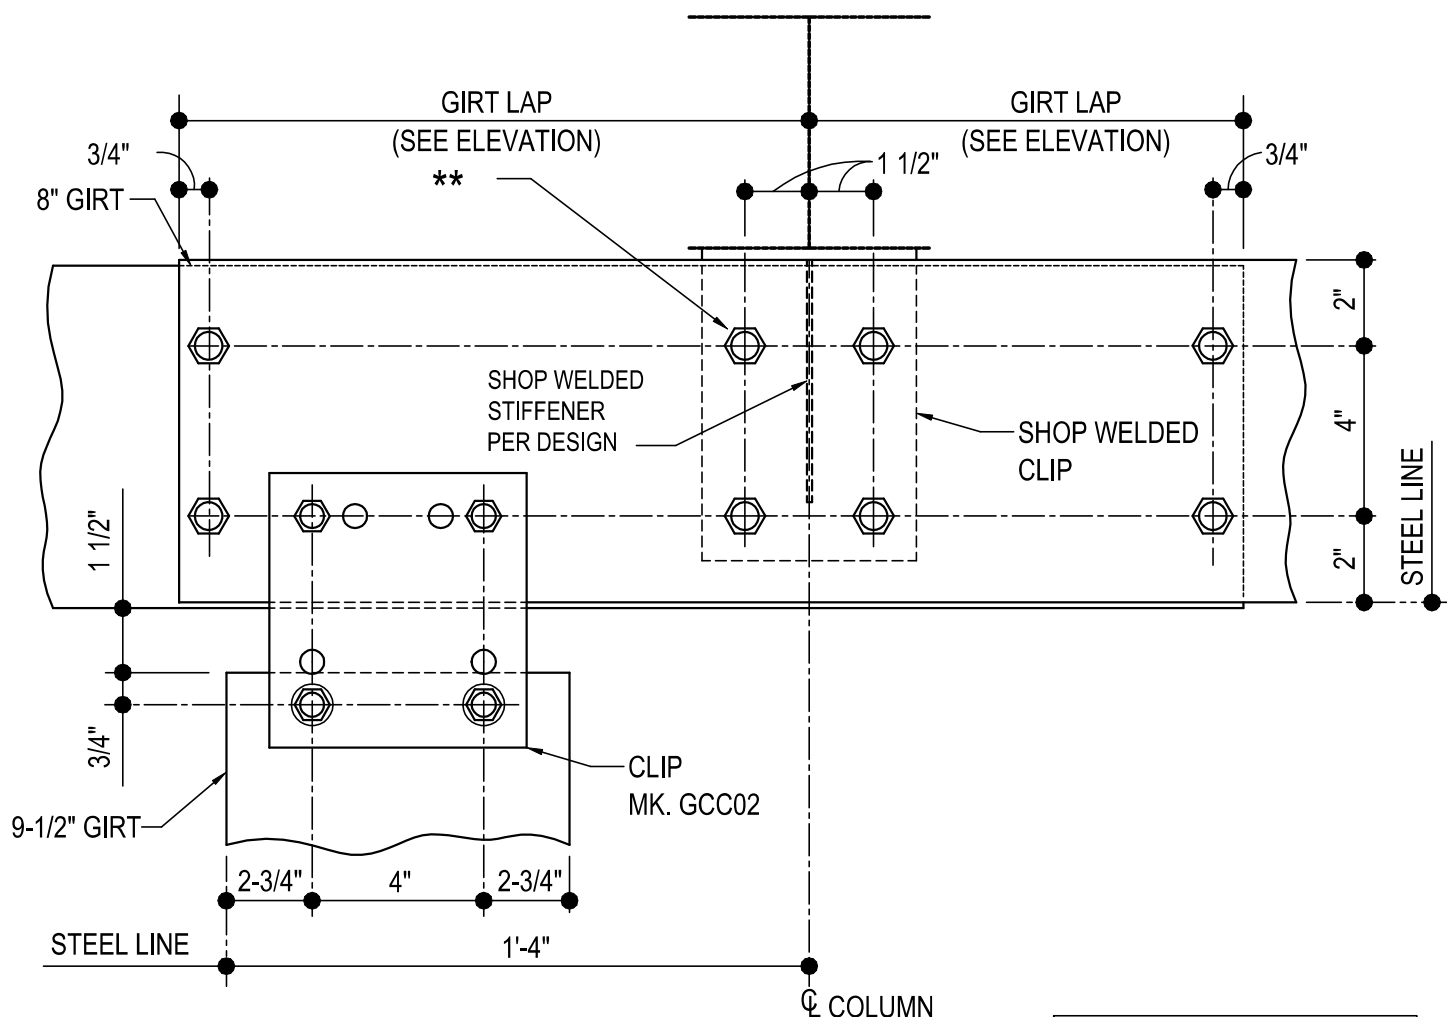 GIRT LAP
(SEE ELEVATION)
GIRT LAP
(SEE ELEVATION)
3/4"
1 1/2"
3/4"
**
8" GIRT
2"
SHOP WELDED
STIFFENER
PER DESIGN
SHOP WELDED
CLIP
4"
STEEL LINE
1 1/2"
2"
3/4"
CLIP
MK. GCC02
9-1/2" GIRT
2-3/4"
4"
2-3/4"
STEEL LINE
1'-4"
℄ COLUMN